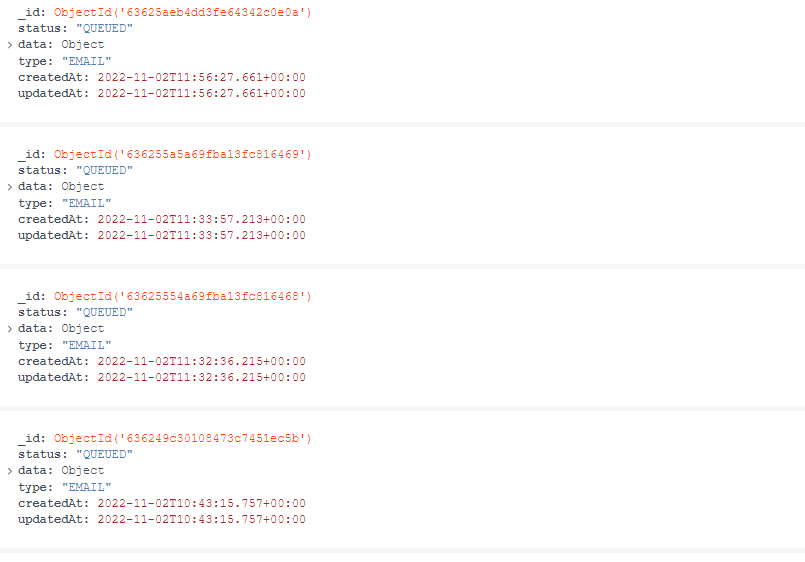 _id: ObjectId('63625aeb4dd3fe64342c0e0a')
status: "QUEUED"
> data: Object
type: "EMAIL"
createdAt: 2022-11-02T11:56:27.661+00:00
updatedAt: 2022-11-02T11:56:27.661+00:00
_id: ObjectId('636255a5a69fba13fc816469')
status: "QUEUED"
> data: Object
type: "EMAIL"
createdAt: 2022-11-02T11:33:57.213+00:00
updatedAt: 2022-11-02T11:33:57.213+00:00
_id: ObjectId('63625554a69fba13fc816468')
status: "QUEUED"
> data: Object
type: "EMAIL"
createdAt: 2022-11-02T11:32:36.215+00:00
updatedAt: 2022-11-02T11:32:36.215+00:00
_id: ObjectId('636249c30108473c7451ec5b')
status: "QUEUED"
> data: Object
type: "EMAIL"
createdAt: 2022-11-02T10:43:15.757+00:00
updatedAt: 2022-11-02T10:43:15.757+00:00